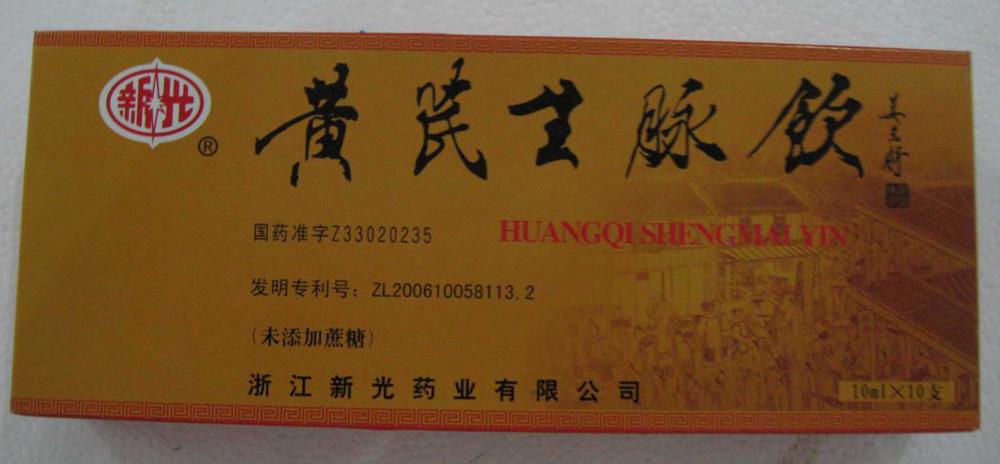 新光
®
黄芪生脉飲
国药准字Z33020235
HUANGQI SHENGMAI YIN
发明专利号：ZL200610058113.2
（未添加蔗糖）
浙江新光药业有限公司
10ml×10支